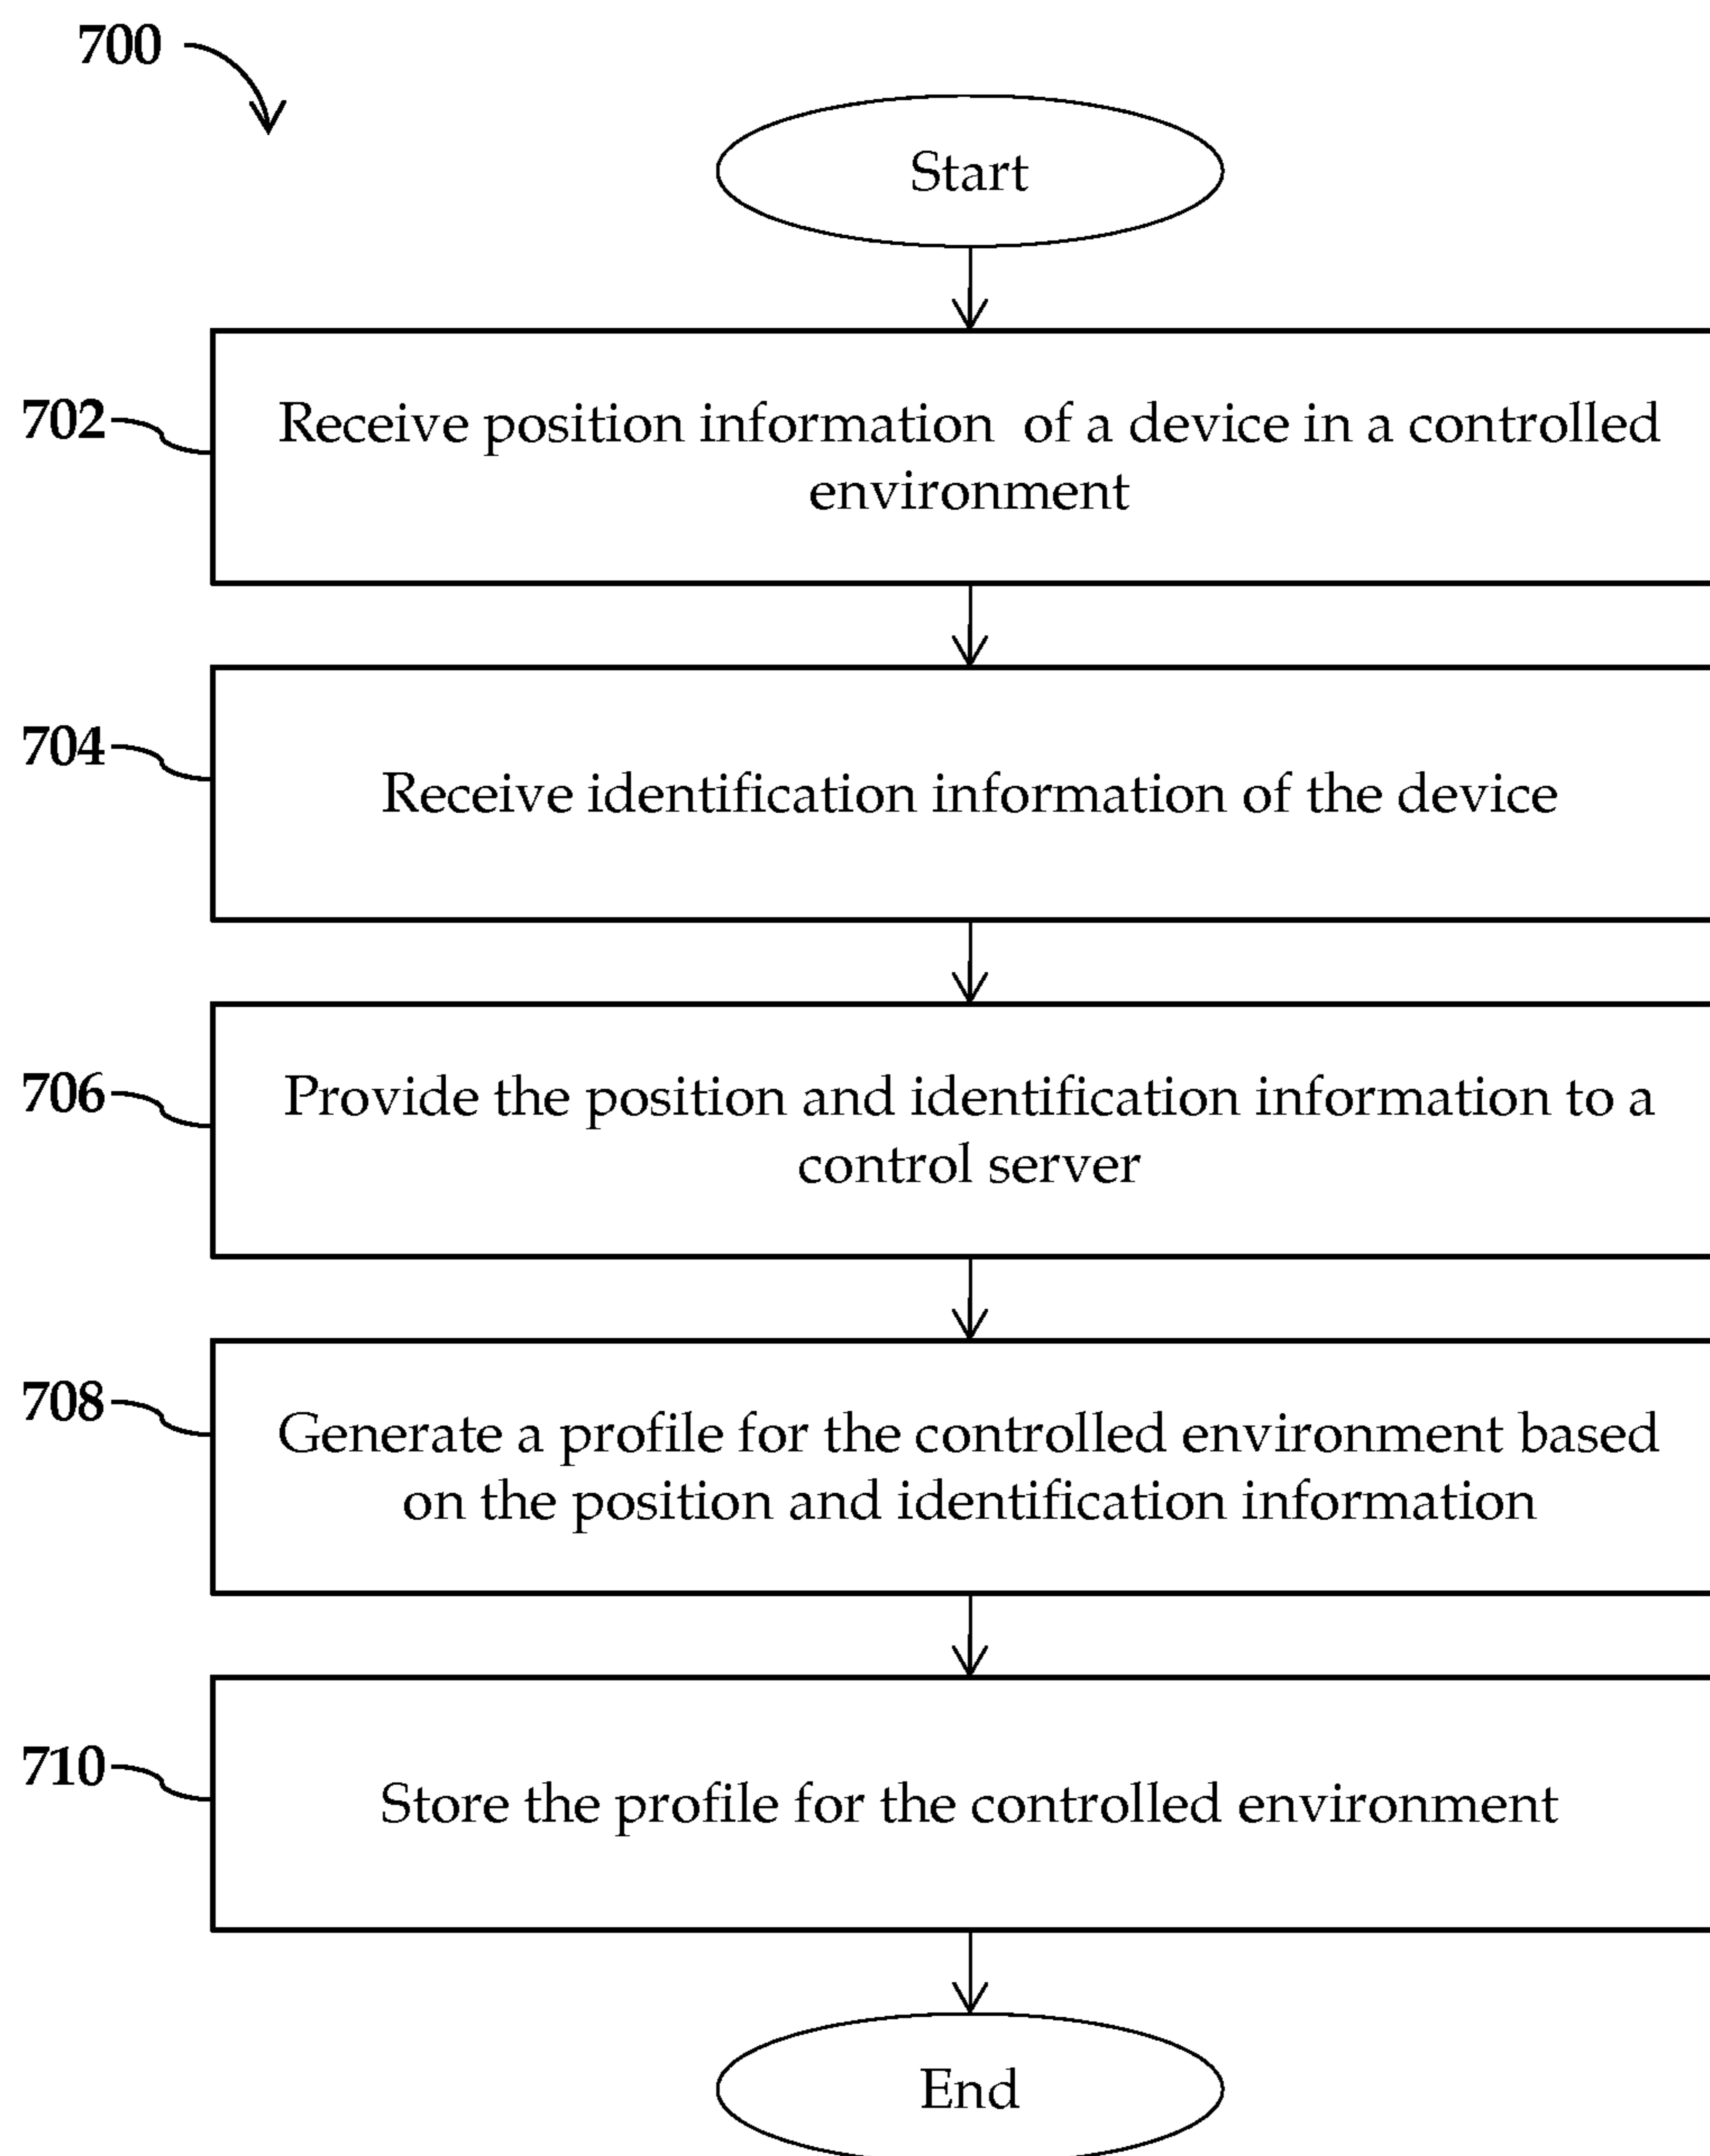 700
Start
702
Receive position information of a device in a controlled
environment
704
Receive identification information of the device
706
Provide the position and identification information to a
control server
708
Generate a profile for the controlled environment based
on the position and identification information
710
Store the profile for the controlled environment
End